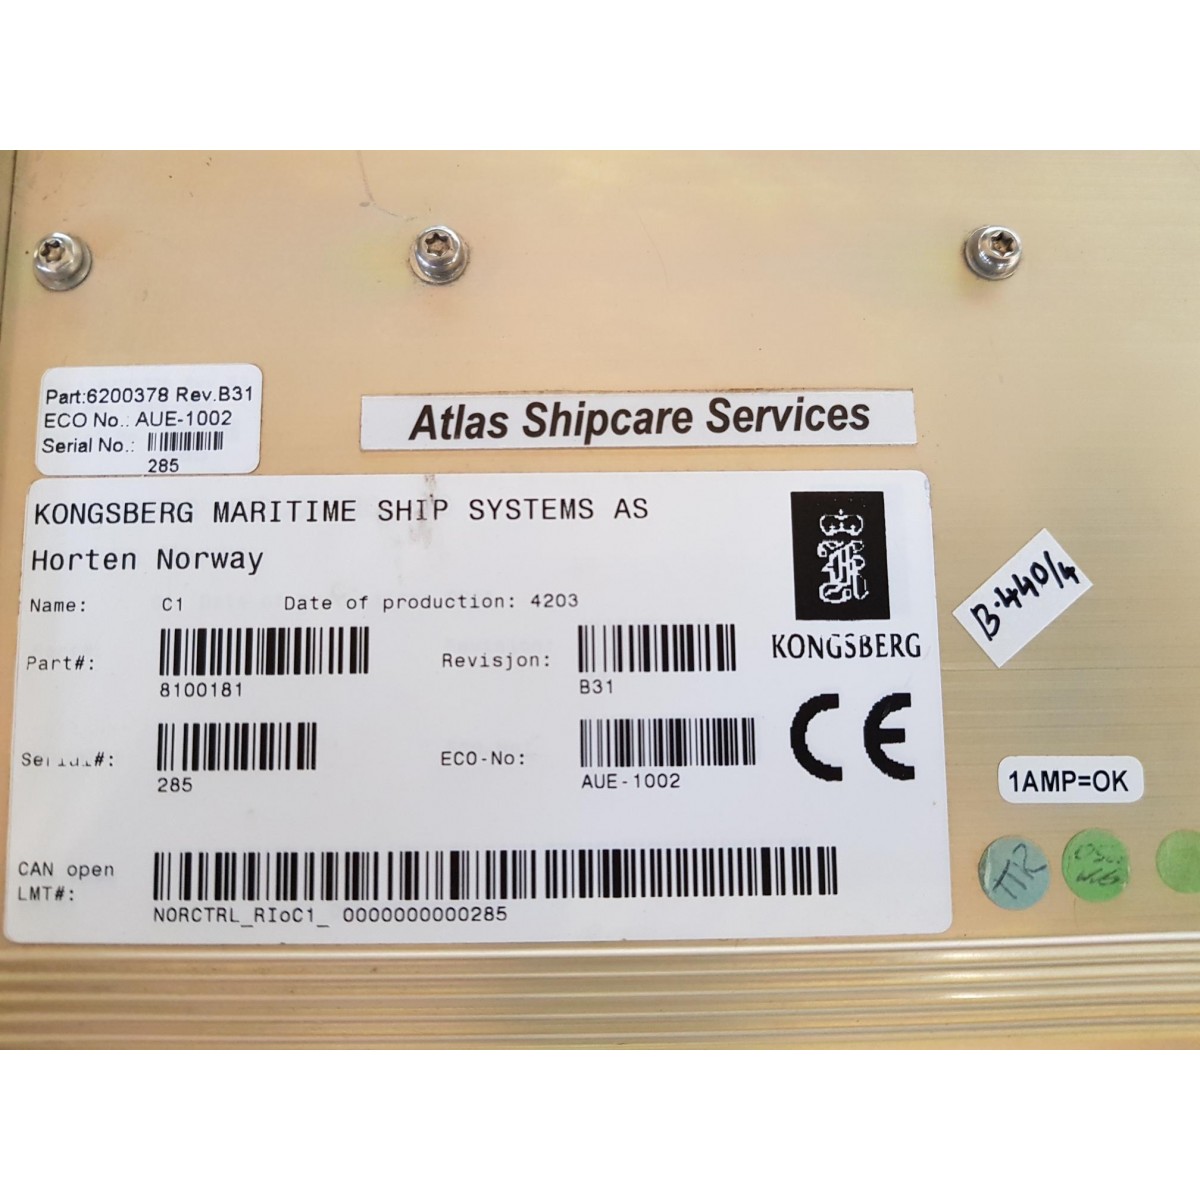 Part:6200378 Rev.B31
ECO No.: AUE-1002
Serial No.:
285
Atlas Shipcare Services
KONGSBERG MARITIME SHIP SYSTEMS AS
Horten Norway
Name: C1 Date of production: 4203
Part#: Revisjon:
8100181 B31
Serial#: ECO-No:
285 AUE-1002
CAN open
LMT#:
NORCTRL_RIoC1_ 0000000000285
KONGSBERG
CE
B.440/4
1AMP=OK